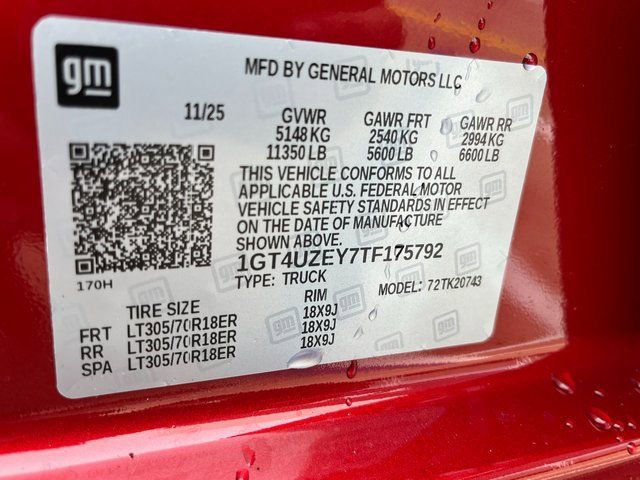 gm
MFD BY GENERAL MOTORS LLC
11/25 GVWR GAWR FRT GAWR RR
5148 KG 2540 KG 2994 KG
11350 LB 5600 LB 6600 LB
THIS VEHICLE CONFORMS TO ALL
APPLICABLE U.S. FEDERAL MOTOR
VEHICLE SAFETY STANDARDS IN EFFECT
ON THE DATE OF MANUFACTURE
SHOWN ABOVE.
1GT4UZEY7TF175792
170H
TYPE: TRUCK MODEL: 72TK20743
TIRE SIZE RIM
FRT LT305/70R18ER 18X9J
RR LT305/70R18ER 18X9J
SPA LT305/70R18ER 18X9J